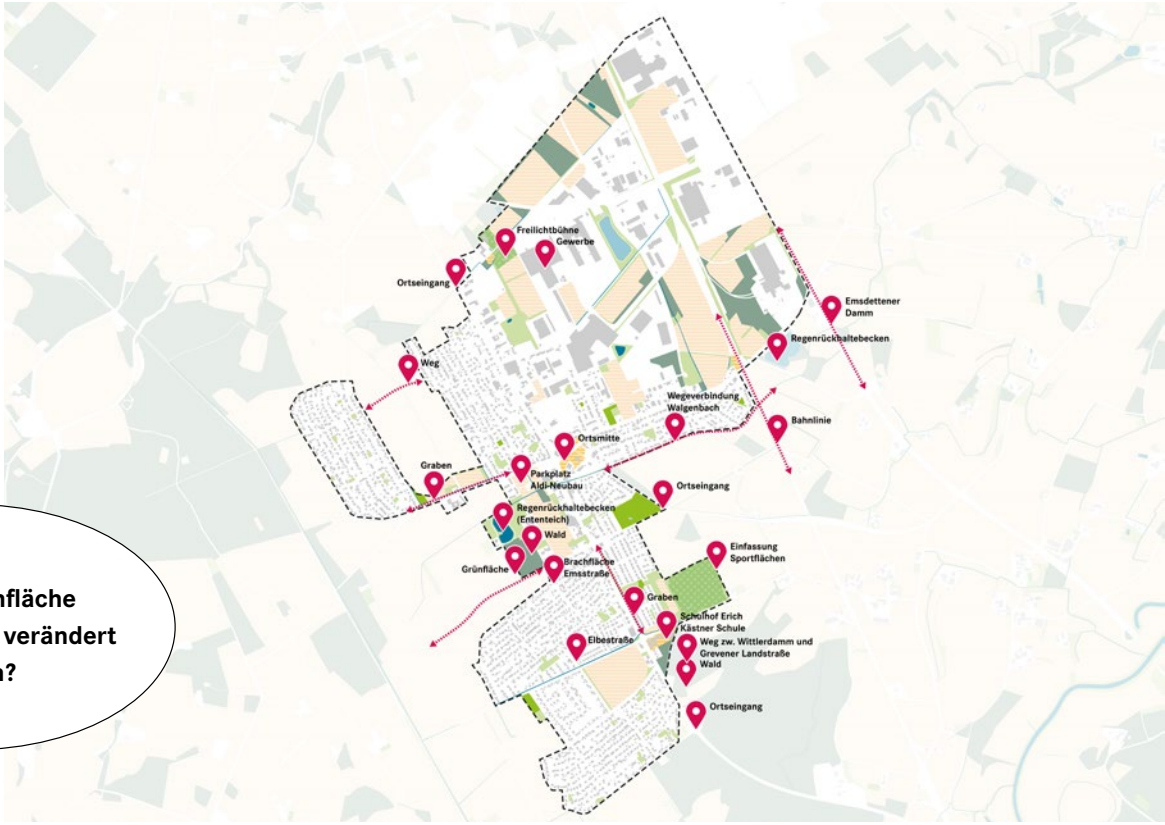 Freilichtbühne
Gewerbe
Ortseingang
Emsdettener
Damm
Regenrückhaltebecken
Weg
Wegeverbindung
Walgenbach
Bahnlinie
Ortsmitte
Graben
Parkplatz
Aldi-Neubau
Ortseingang
Regenrückhaltebecken
(Ententeich)
Wald
Grünfläche
Brachfläche
Emsstraße
Einfassung
Sportflächen
Graben
Schulhof Erich
Kästner Schule
Elbestraße
Weg zw. Wittlerdamm und
Grevener Landstraße
Wald
Ortseingang
nfläche
verändert
?